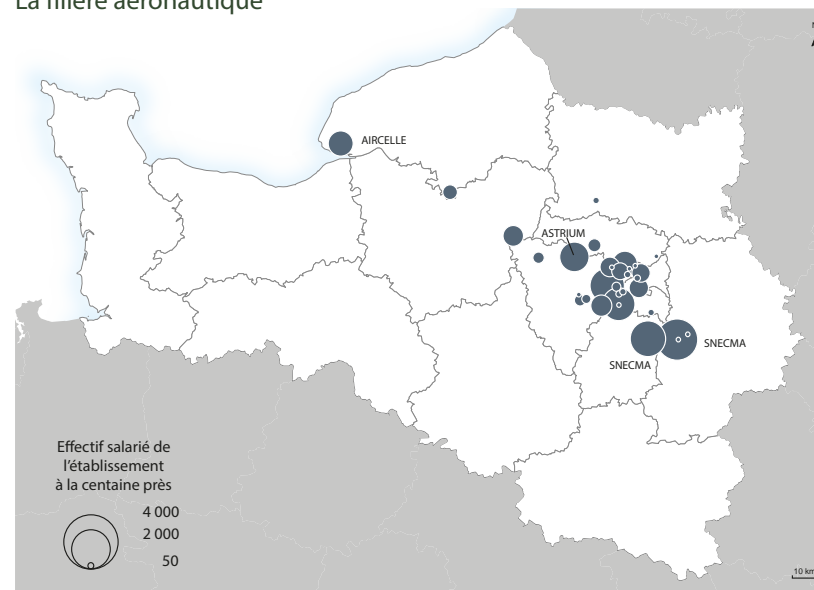 La filière aéronautique
AIRCELLE
ASTRIUM
SNECMA
SNECMA
Effectif salarié de
l'établissement
à la centaine près
4 000
2 000
50
10 km